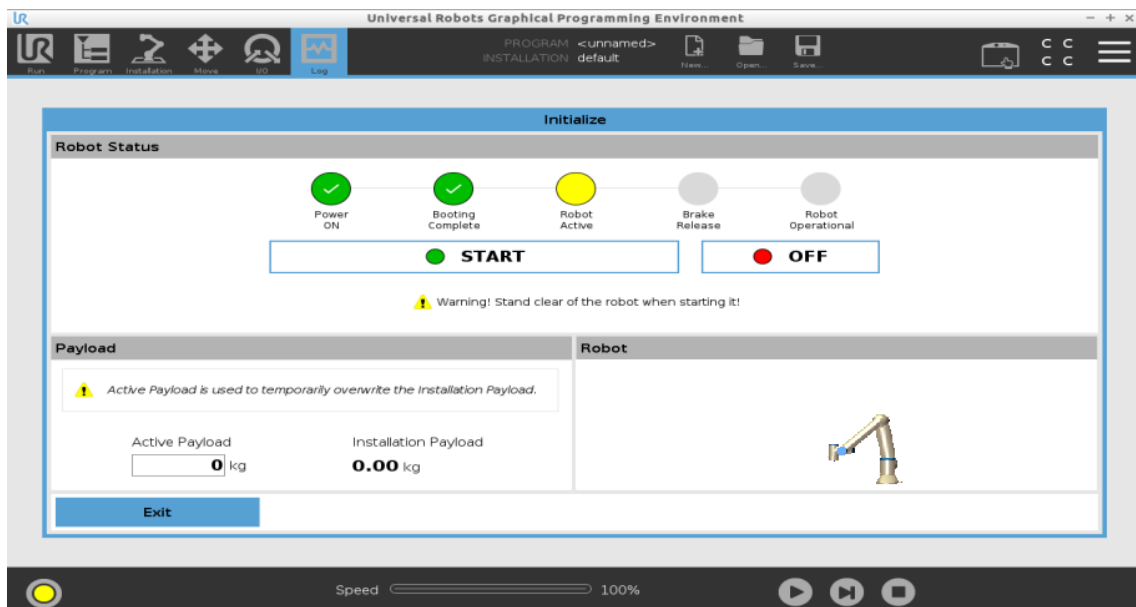 UR Universal Robots Graphical Programming Environment
UR PROGRAM <unnamed> C C
INSTALLATION default C C
Run Program Installation Move I/O Log New... Open... Save...
Initialize
Robot Status
Power ON
Booting Complete
Robot Active
Brake Release
Robot Operational
START OFF
Warning! Stand clear of the robot when starting it!
Payload
Robot
Active Payload is used to temporarily overwrite the Installation Payload.
Active Payload Installation Payload
0 kg 0.00 kg
Exit
Speed 100%